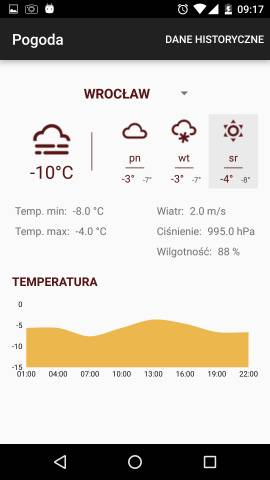 09:17
Pogoda DANE HISTORYCZNE
WROCŁAW
-10°C
pn wt sr
-3° -7° -3° -7° -4° -8°
Temp. min: -8.0 °C Wiatr: 2.0 m/s
Temp. max: -4.0 °C Ciśnienie: 995.0 hPa
Wilgotność: 88 %
TEMPERATURA
0
-5
-10
-15
01:00 04:00 07:00 10:00 13:00 16:00 19:00 22:00